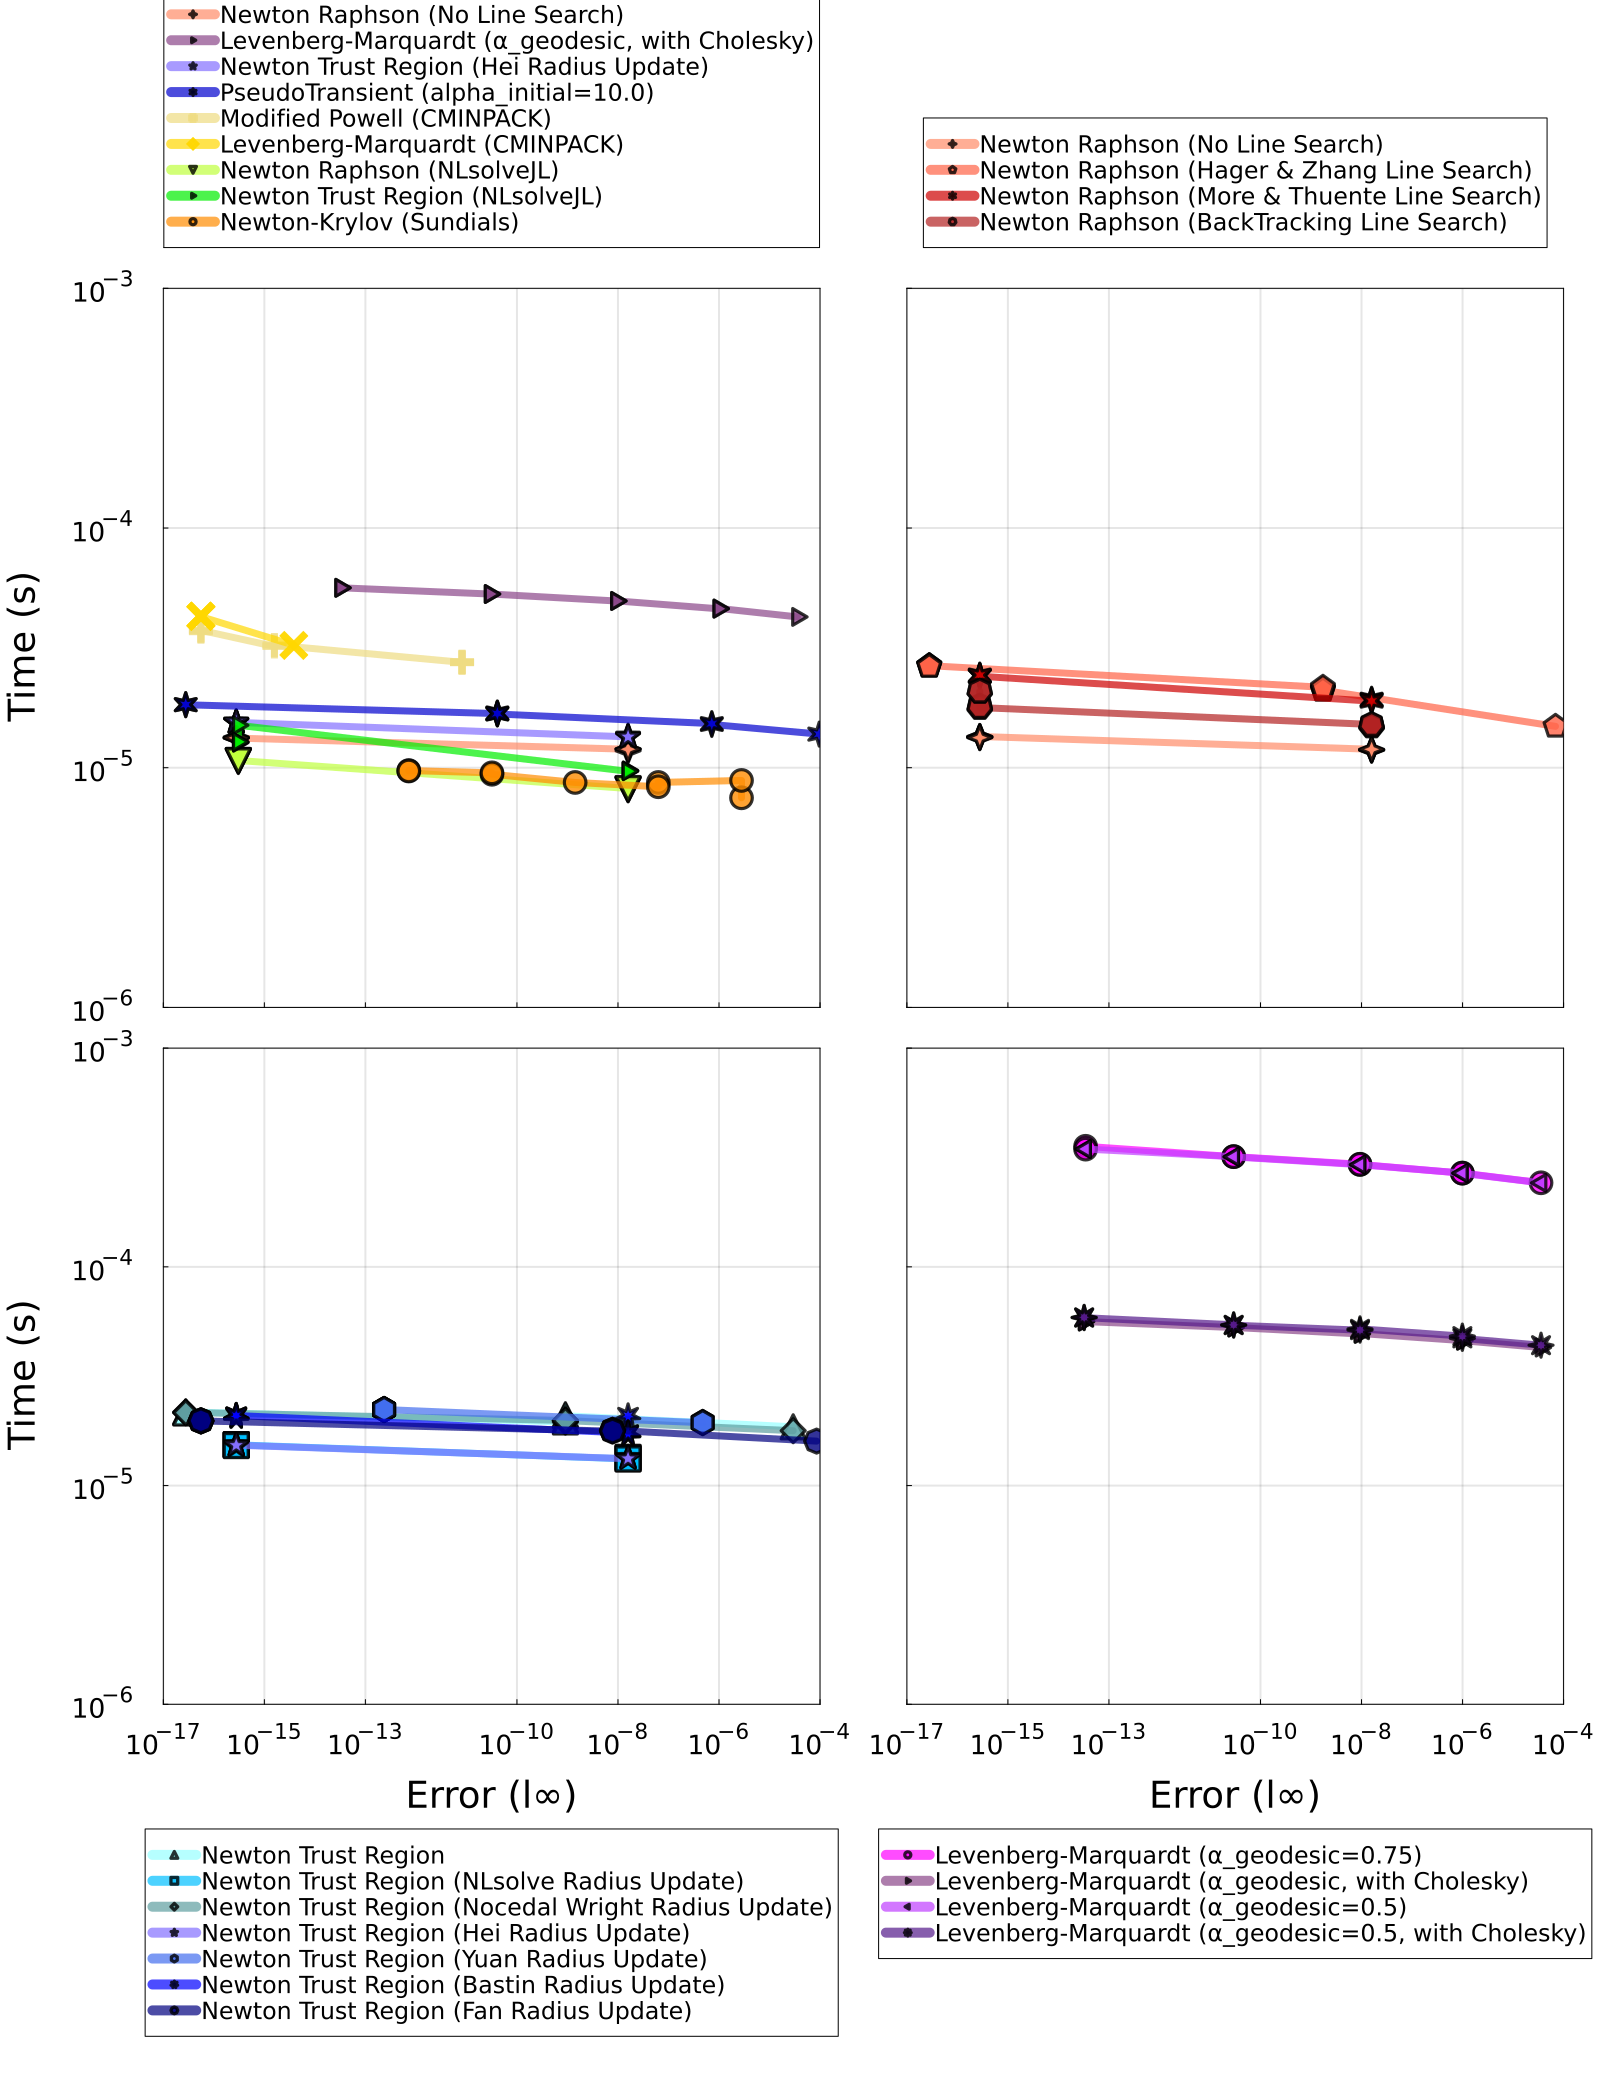 Newton Raphson (No Line Search)
Levenberg-Marquardt (α_geodesic, with Cholesky)
Newton Trust Region (Hei Radius Update)
PseudoTransient (alpha_initial=10.0)
Modified Powell (CMINPACK)
Levenberg-Marquardt (CMINPACK)
Newton Raphson (NLsolveJL)
Newton Trust Region (NLsolveJL)
Newton-Krylov (Sundials)
Newton Raphson (No Line Search)
Newton Raphson (Hager & Zhang Line Search)
Newton Raphson (More & Thuente Line Search)
Newton Raphson (BackTracking Line Search)
10⁻³
10⁻⁴
10⁻⁵
10⁻⁶
Time (s)
10⁻³
10⁻⁴
10⁻⁵
10⁻⁶
Time (s)
10⁻¹⁷ 10⁻¹⁵ 10⁻¹³ 10⁻¹⁰ 10⁻⁸ 10⁻⁶ 10⁻⁴
Error (l∞)
10⁻¹⁷ 10⁻¹⁵ 10⁻¹³ 10⁻¹⁰ 10⁻⁸ 10⁻⁶ 10⁻⁴
Error (l∞)
Newton Trust Region
Newton Trust Region (NLsolve Radius Update)
Newton Trust Region (Nocedal Wright Radius Update)
Newton Trust Region (Hei Radius Update)
Newton Trust Region (Yuan Radius Update)
Newton Trust Region (Bastin Radius Update)
Newton Trust Region (Fan Radius Update)
Levenberg-Marquardt (α_geodesic=0.75)
Levenberg-Marquardt (α_geodesic, with Cholesky)
Levenberg-Marquardt (α_geodesic=0.5)
Levenberg-Marquardt (α_geodesic=0.5, with Cholesky)